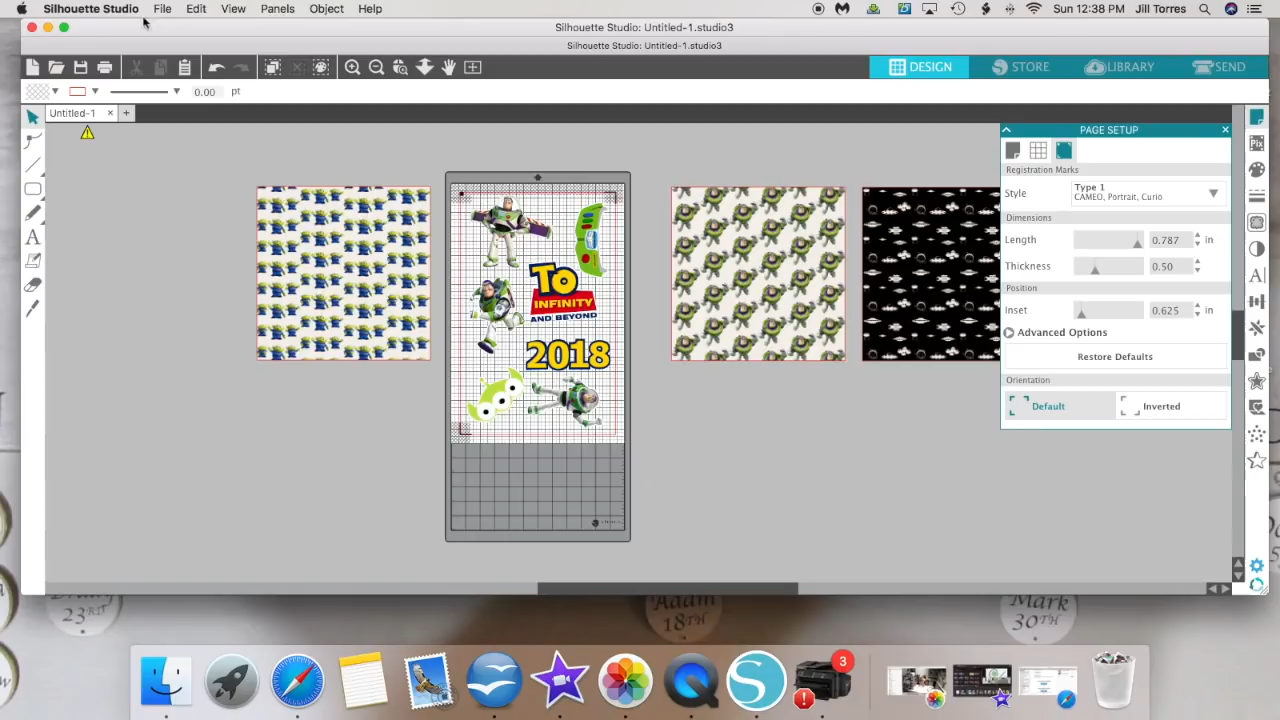 Silhouette Studio File Edit View Panels Object Help Sun 12:38 PM Jill Torres
Silhouette Studio: Untitled-1.studio3
Silhouette Studio: Untitled-1.studio3
DESIGN STORE LIBRARY SEND
0.00 pt
Untitled-1
PAGE SETUP
Pix
Registration Marks
Style Type 1
CAMEO, Portrait, Curio
Dimensions
Length 0.787 in
Thickness 0.50
Position
Inset 0.625 in
Advanced Options
Restore Defaults
Orientation
Default Inverted
TO
INFINITY
AND BEYOND
2018
23RD
Adam
18TH
Mark
30TH
3